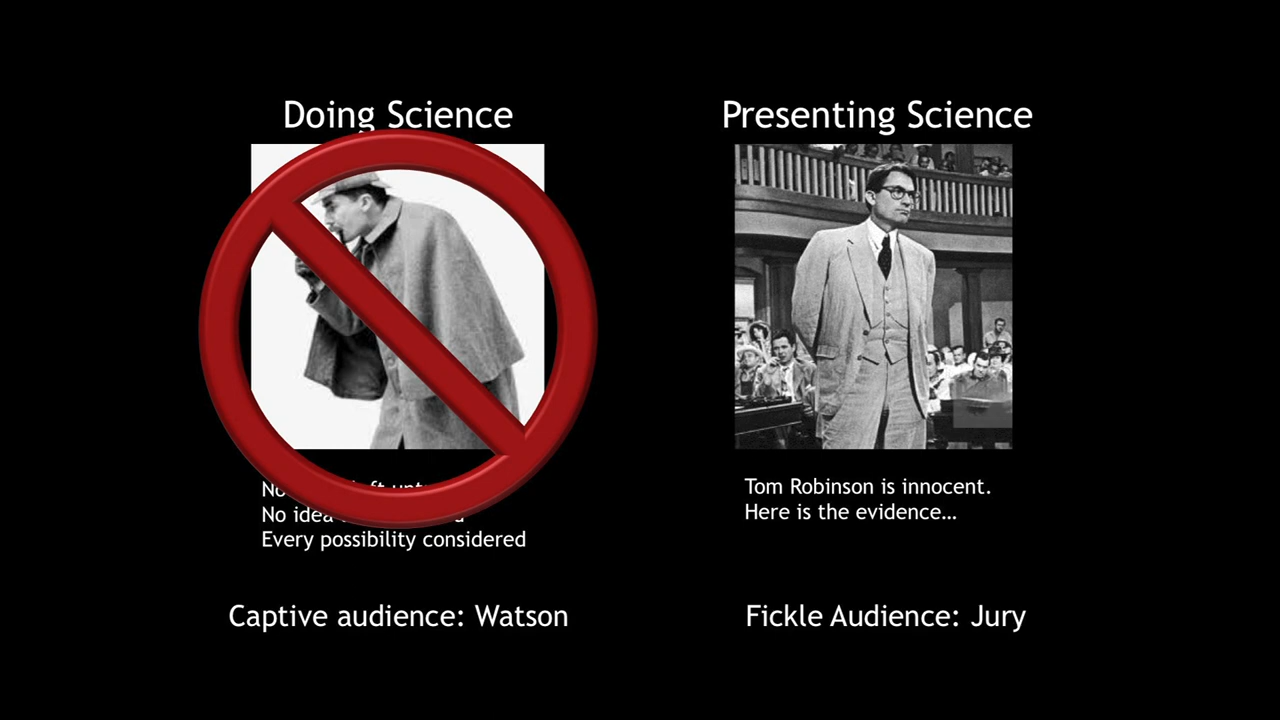 Doing Science
No
No idea
Every possibility considered
Captive audience: Watson
Presenting Science
Tom Robinson is innocent.
Here is the evidence…
Fickle Audience: Jury